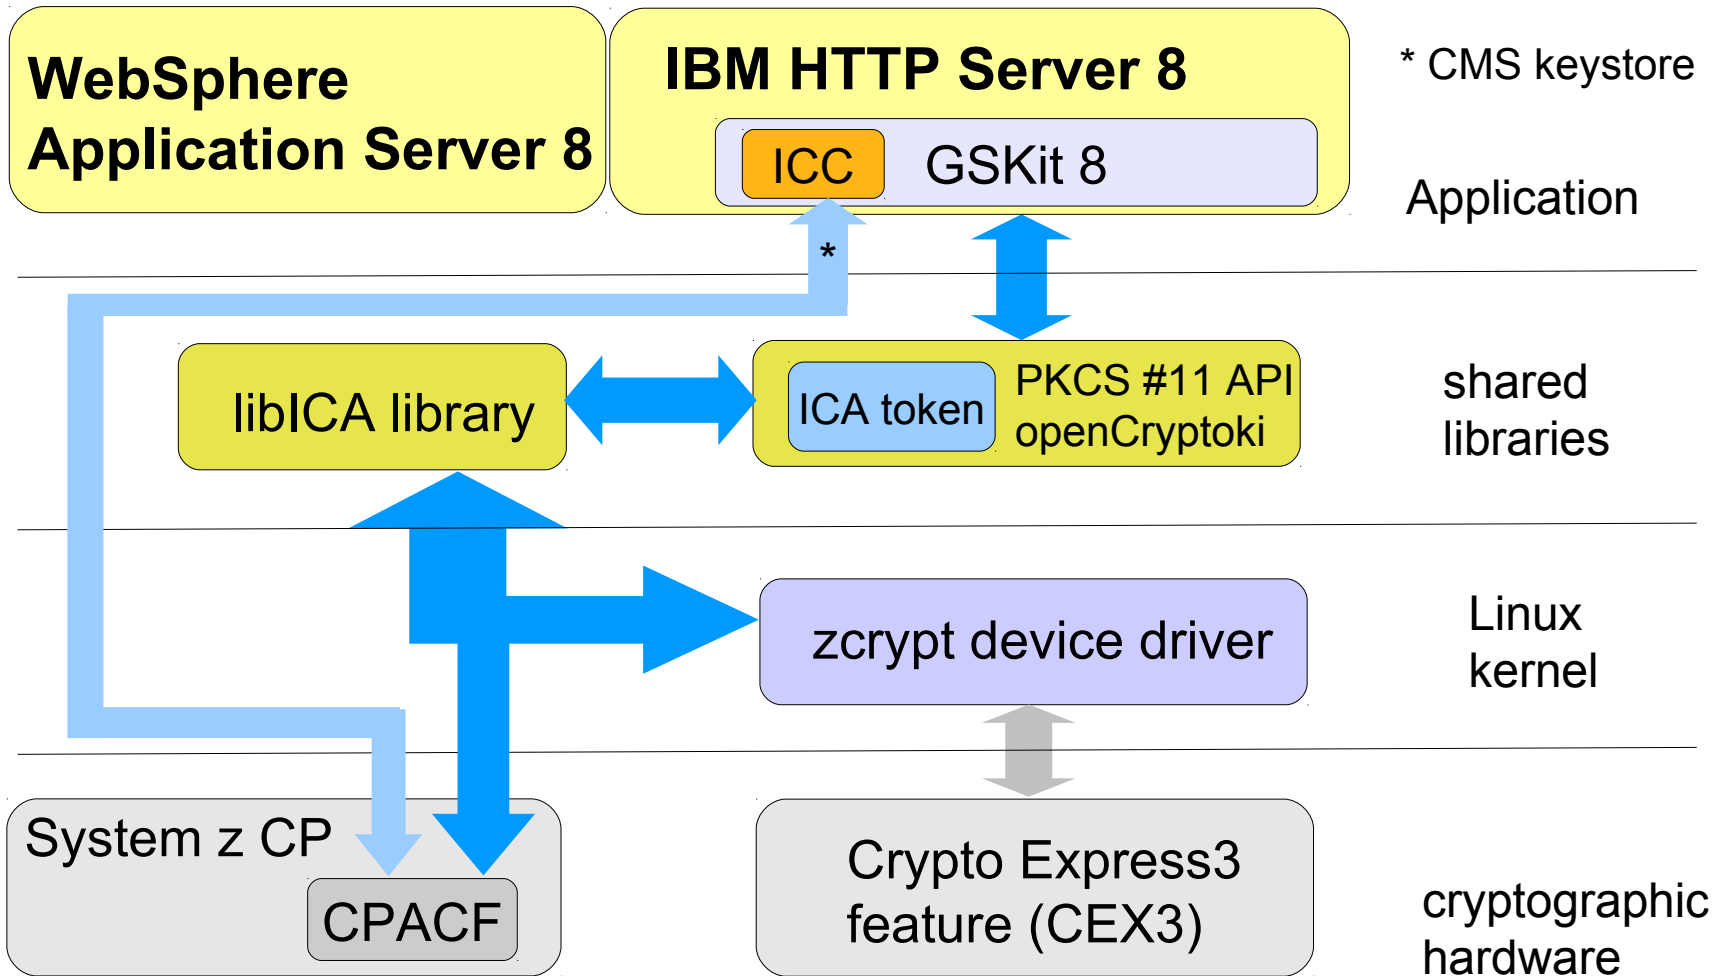 WebSphere
Application Server 8
IBM HTTP Server 8
ICC
GSKit 8
* CMS keystore
Application
*
libICA library
ICA token
PKCS #11 API
openCryptoki
shared
libraries
zcrypt device driver
Linux
kernel
System z CP
CPACF
Crypto Express3
feature (CEX3)
cryptographic
hardware